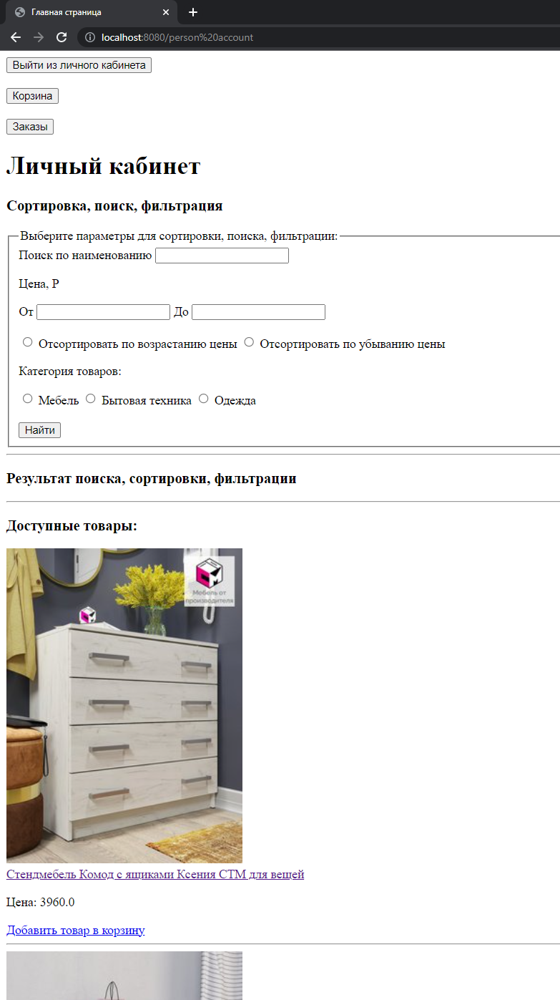 Главная страница
localhost:8080/person%20account
Выйти из личного кабинета
Корзина
Заказы
Личный кабинет
Сортировка, поиск, фильтрация
Выберите параметры для сортировки, поиска, фильтрации:
Поиск по наименованию
Цена, Р
От До
Отсортировать по возрастанию цены Отсортировать по убыванию цены
Категория товаров:
Мебель Бытовая техника Одежда
Найти
Результат поиска, сортировки, фильтрации
Доступные товары:
Мебель от
производителя
Стендмебель Комод с ящиками Ксения СТМ для вещей
Цена: 3960.0
Добавить товар в корзину